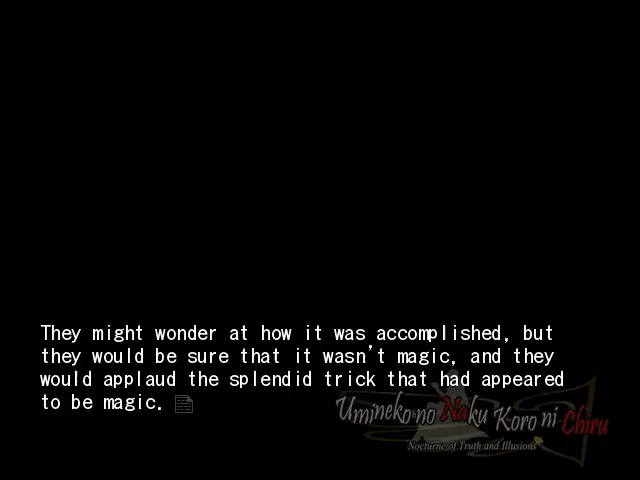 They might wonder at how it was accomplished, but
they would be sure that it wasn't magic, and they
would applaud the splendid trick that had appeared
to be magic.
Umineko no Naku Koro ni Chiru
Nocturne of Truth and Illusions